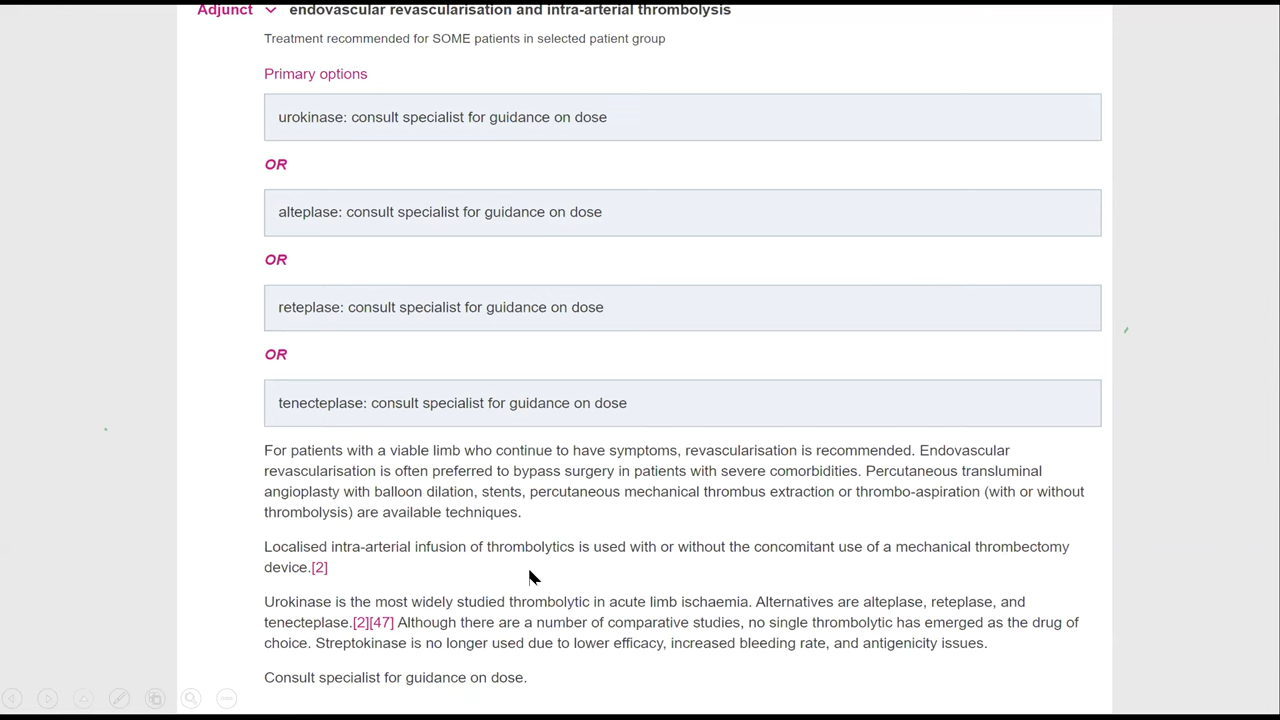 Adjunct endovascular revascularisation and intra-arterial thrombolysis
Treatment recommended for SOME patients in selected patient group
Primary options
urokinase: consult specialist for guidance on dose
OR
alteplase: consult specialist for guidance on dose
OR
reteplase: consult specialist for guidance on dose
OR
tenecteplase: consult specialist for guidance on dose
For patients with a viable limb who continue to have symptoms, revascularisation is recommended. Endovascular
revascularisation is often preferred to bypass surgery in patients with severe comorbidities. Percutaneous transluminal
angioplasty with balloon dilation, stents, percutaneous mechanical thrombus extraction or thrombo-aspiration (with or without
thrombolysis) are available techniques.
Localised intra-arterial infusion of thrombolytics is used with or without the concomitant use of a mechanical thrombectomy
device.[2]
Urokinase is the most widely studied thrombolytic in acute limb ischaemia. Alternatives are alteplase, reteplase, and
tenecteplase.[2][47] Although there are a number of comparative studies, no single thrombolytic has emerged as the drug of
choice. Streptokinase is no longer used due to lower efficacy, increased bleeding rate, and antigenicity issues.
Consult specialist for guidance on dose.